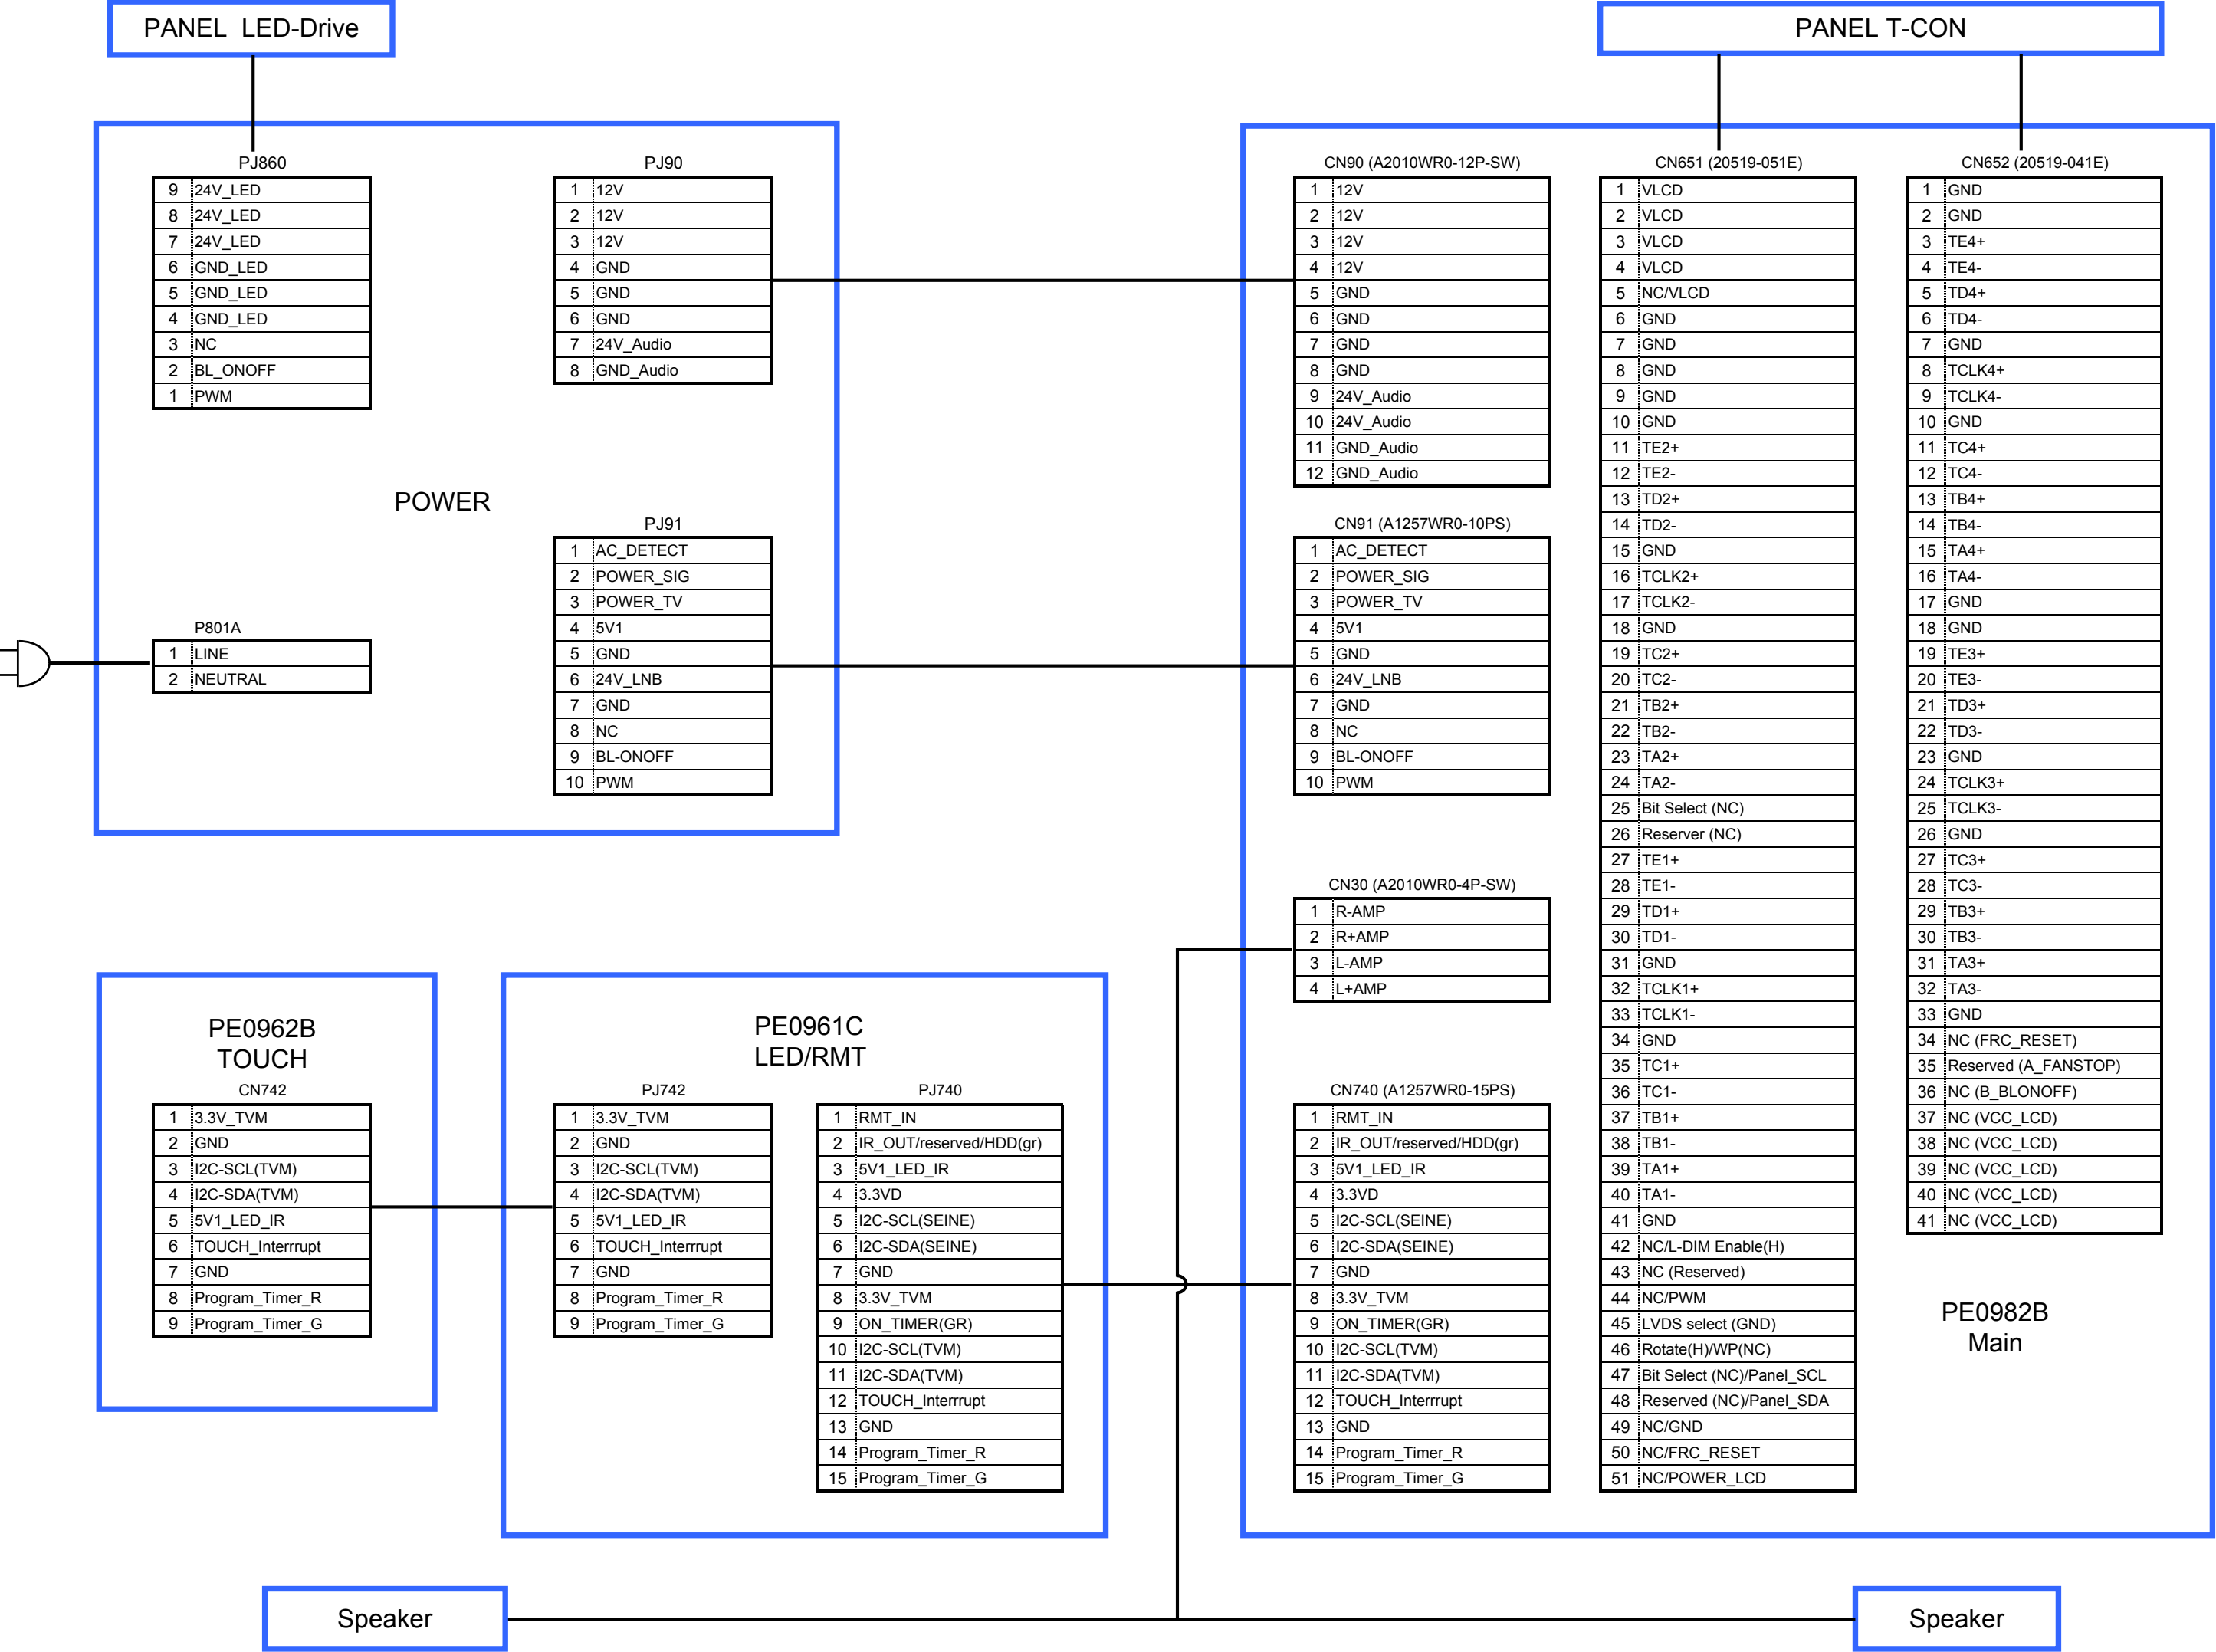 PANEL LED-Drive
PANEL T-CON
PJ860
9 24V_LED
8 24V_LED
7 24V_LED
6 GND_LED
5 GND_LED
4 GND_LED
3 NC
2 BL_ONOFF
1 PWM
PJ90
1 12V
2 12V
3 12V
4 GND
5 GND
6 GND
7 24V_Audio
8 GND_Audio
POWER
PJ91
1 AC_DETECT
2 POWER_SIG
3 POWER_TV
4 5V1
5 GND
6 24V_LNB
7 GND
8 NC
9 BL-ONOFF
10 PWM
P801A
1 LINE
2 NEUTRAL
CN90 (A2010WR0-12P-SW)
1 12V
2 12V
3 12V
4 12V
5 GND
6 GND
7 GND
8 GND
9 24V_Audio
10 24V_Audio
11 GND_Audio
12 GND_Audio
CN91 (A1257WR0-10PS)
1 AC_DETECT
2 POWER_SIG
3 POWER_TV
4 5V1
5 GND
6 24V_LNB
7 GND
8 NC
9 BL-ONOFF
10 PWM
CN30 (A2010WR0-4P-SW)
1 R-AMP
2 R+AMP
3 L-AMP
4 L+AMP
CN740 (A1257WR0-15PS)
1 RMT_IN
2 IR_OUT/reserved/HDD(gr)
3 5V1_LED_IR
4 3.3VD
5 I2C-SCL(SEINE)
6 I2C-SDA(SEINE)
7 GND
8 3.3V_TVM
9 ON_TIMER(GR)
10 I2C-SCL(TVM)
11 I2C-SDA(TVM)
12 TOUCH_Interrrupt
13 GND
14 Program_Timer_R
15 Program_Timer_G
CN651 (20519-051E)
1 VLCD
2 VLCD
3 VLCD
4 VLCD
5 NC/VLCD
6 GND
7 GND
8 GND
9 GND
10 GND
11 TE2+
12 TE2-
13 TD2+
14 TD2-
15 GND
16 TCLK2+
17 TCLK2-
18 GND
19 TC2+
20 TC2-
21 TB2+
22 TB2-
23 TA2+
24 TA2-
25 Bit Select (NC)
26 Reserver (NC)
27 TE1+
28 TE1-
29 TD1+
30 TD1-
31 GND
32 TCLK1+
33 TCLK1-
34 GND
35 TC1+
36 TC1-
37 TB1+
38 TB1-
39 TA1+
40 TA1-
41 GND
42 NC/L-DIM Enable(H)
43 NC (Reserved)
44 NC/PWM
45 LVDS select (GND)
46 Rotate(H)/WP(NC)
47 Bit Select (NC)/Panel_SCL
48 Reserved (NC)/Panel_SDA
49 NC/GND
50 NC/FRC_RESET
51 NC/POWER_LCD
CN652 (20519-041E)
1 GND
2 GND
3 TE4+
4 TE4-
5 TD4+
6 TD4-
7 GND
8 TCLK4+
9 TCLK4-
10 GND
11 TC4+
12 TC4-
13 TB4+
14 TB4-
15 TA4+
16 TA4-
17 GND
18 GND
19 TE3+
20 TE3-
21 TD3+
22 TD3-
23 GND
24 TCLK3+
25 TCLK3-
26 GND
27 TC3+
28 TC3-
29 TB3+
30 TB3-
31 TA3+
32 TA3-
33 GND
34 NC (FRC_RESET)
35 Reserved (A_FANSTOP)
36 NC (B_BLONOFF)
37 NC (VCC_LCD)
38 NC (VCC_LCD)
39 NC (VCC_LCD)
40 NC (VCC_LCD)
41 NC (VCC_LCD)
PE0982B
Main
PE0962B
TOUCH
CN742
1 3.3V_TVM
2 GND
3 I2C-SCL(TVM)
4 I2C-SDA(TVM)
5 5V1_LED_IR
6 TOUCH_Interrrupt
7 GND
8 Program_Timer_R
9 Program_Timer_G
PE0961C
LED/RMT
PJ742
1 3.3V_TVM
2 GND
3 I2C-SCL(TVM)
4 I2C-SDA(TVM)
5 5V1_LED_IR
6 TOUCH_Interrrupt
7 GND
8 Program_Timer_R
9 Program_Timer_G
PJ740
1 RMT_IN
2 IR_OUT/reserved/HDD(gr)
3 5V1_LED_IR
4 3.3VD
5 I2C-SCL(SEINE)
6 I2C-SDA(SEINE)
7 GND
8 3.3V_TVM
9 ON_TIMER(GR)
10 I2C-SCL(TVM)
11 I2C-SDA(TVM)
12 TOUCH_Interrrupt
13 GND
14 Program_Timer_R
15 Program_Timer_G
Speaker
Speaker